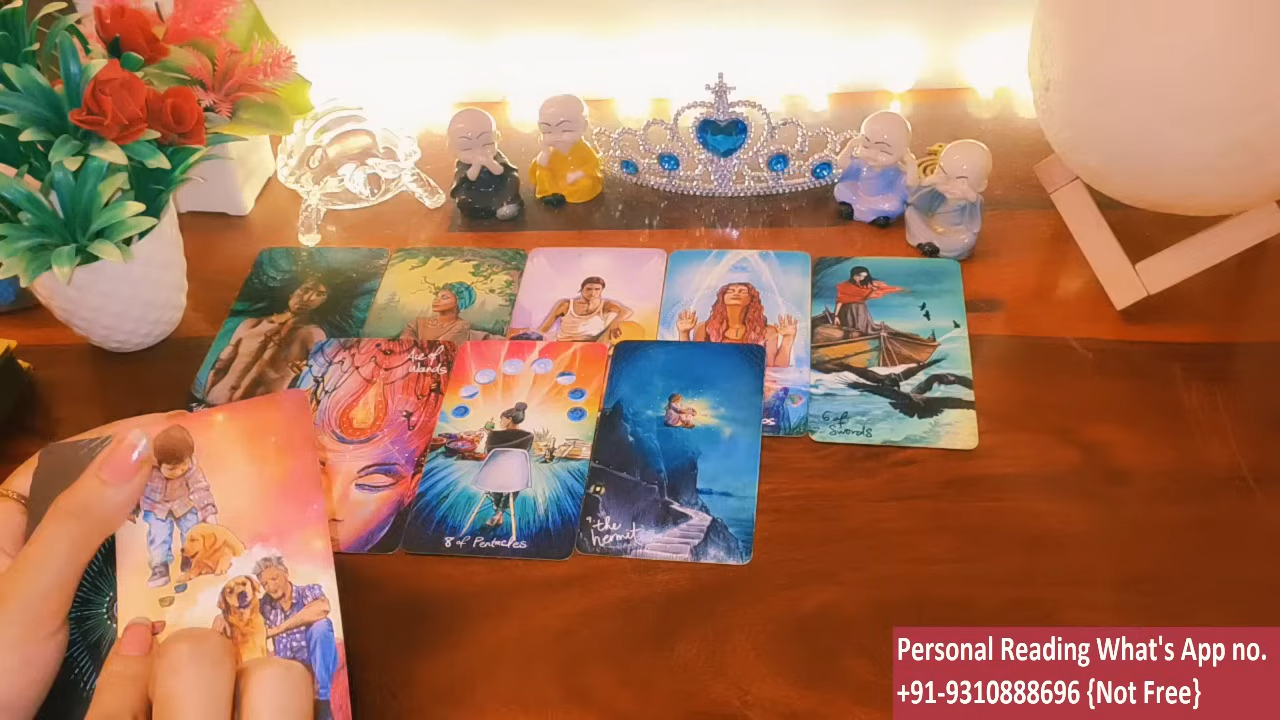 Ace of
Wands
6 of
Swords
8 of Pentacles
9 the
hermit
Personal Reading What's App no.
+91-9310888696 {Not Free}